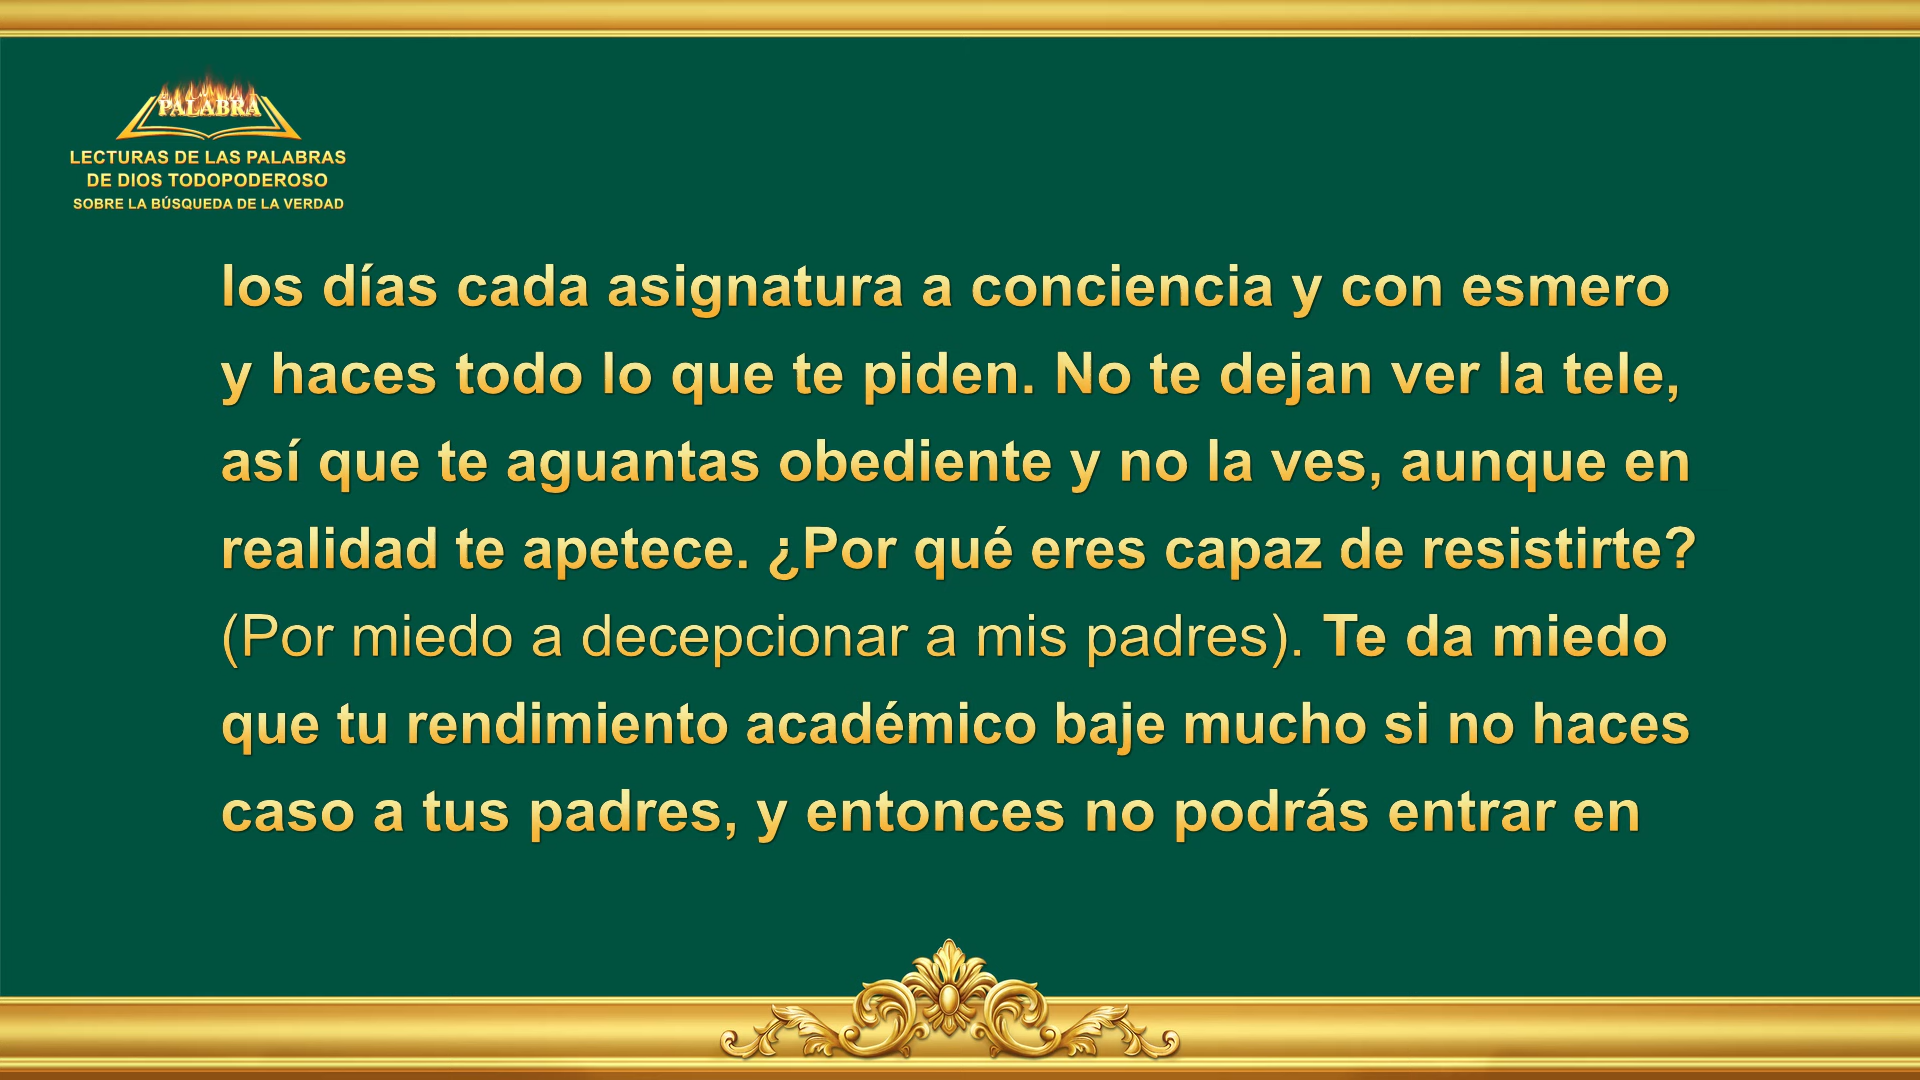 PALABRA
LECTURAS DE LAS PALABRAS
DE DIOS TODOPODEROSO
SOBRE LA BÚSQUEDA DE LA VERDAD
los días cada asignatura a conciencia y con esmero
y haces todo lo que te piden. No te dejan ver la tele,
así que te aguantas obediente y no la ves, aunque en
realidad te apetece. ¿Por qué eres capaz de resistirte?
(Por miedo a decepcionar a mis padres). Te da miedo
que tu rendimiento académico baje mucho si no haces
caso a tus padres, y entonces no podrás entrar en